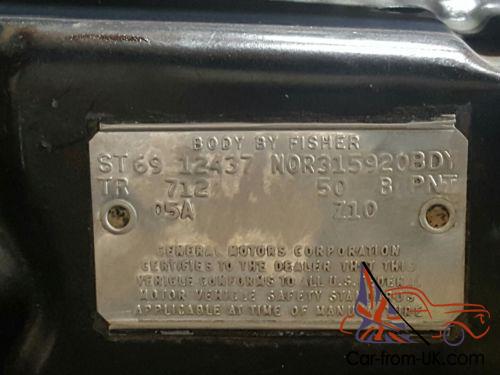 BODY BY FISHER
ST69 12437 NOR315920BDY
TR 712 50 B PNT
05A Z10
GENERAL MOTORS CORPORATION
CERTIFIES TO THE DEALER THAT THIS
VEHICLE CONFORMS TO ALL U.S. FEDERAL
MOTOR VEHICLE SAFETY STANDARDS
APPLICABLE AT TIME OF MANUFACTURE
Car-from-UK.com